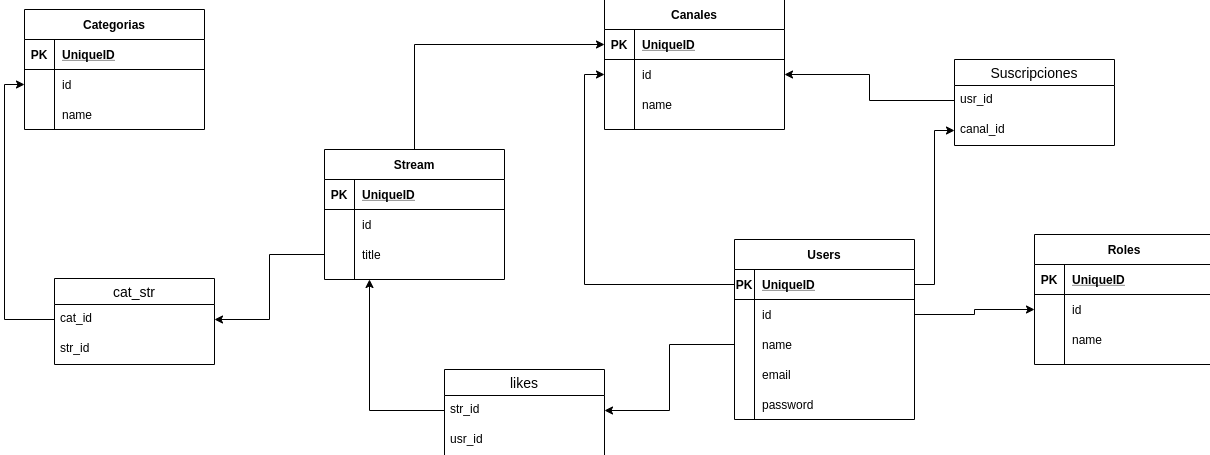 Categorias
PK UniqueID
id
name
Canales
PK UniqueID
id
name
Suscripciones
usr_id
canal_id
Stream
PK UniqueID
id
title
Users
PK UniqueID
id
name
email
password
Roles
PK UniqueID
id
name
cat_str
cat_id
str_id
likes
str_id
usr_id